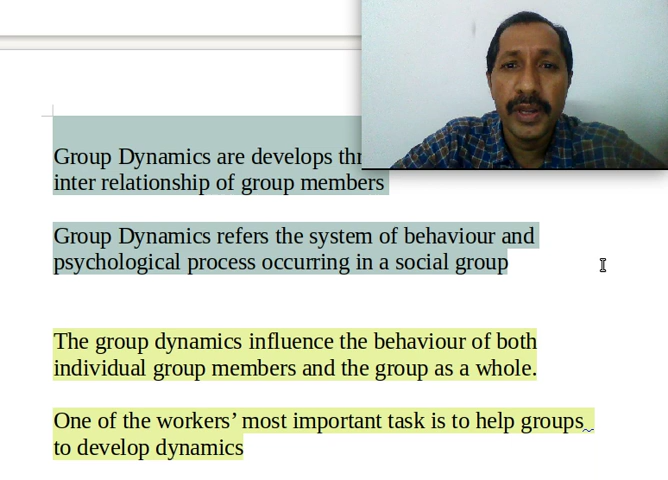 Group Dynamics are develops thr
inter relationship of group members
Group Dynamics refers the system of behaviour and
psychological process occurring in a social group
The group dynamics influence the behaviour of both
individual group members and the group as a whole.
One of the workers’ most important task is to help groups
to develop dynamics